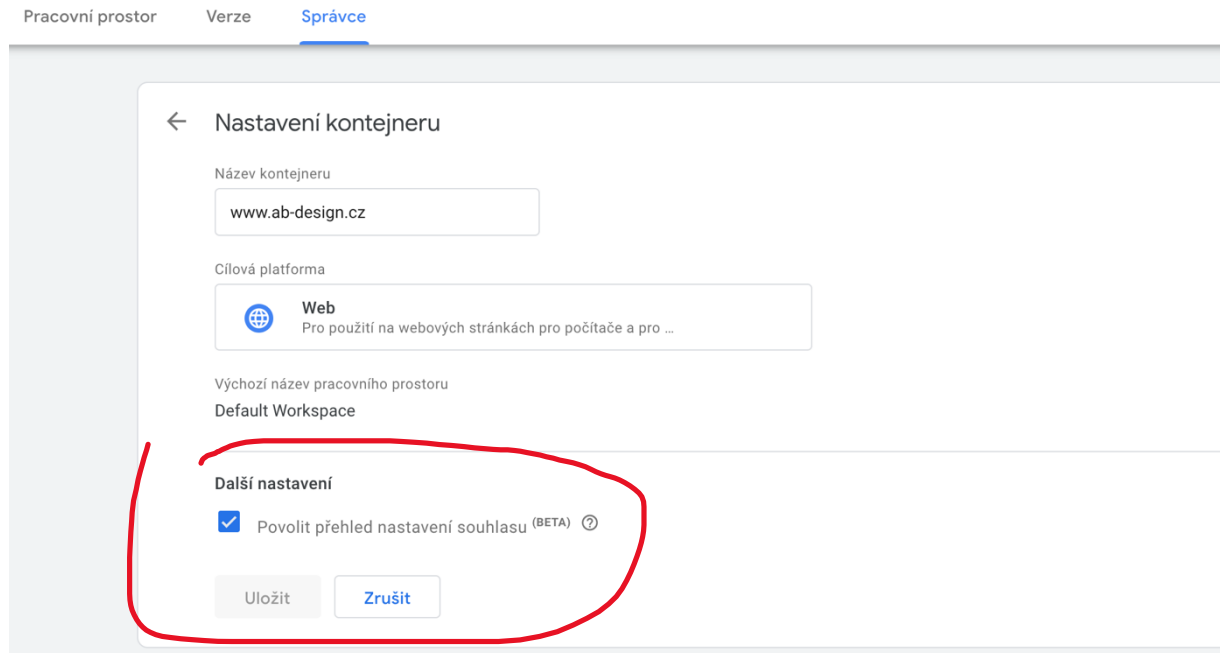 Pracovní prostor Verze Správce
Nastavení kontejneru
Název kontejneru
www.ab-design.cz
Cílová platforma
Web
Pro použití na webových stránkách pro počítače a pro ...
Výchozí název pracovního prostoru
Default Workspace
Další nastavení
Povolit přehled nastavení souhlasu (BETA) ?
Uložit Zrušit